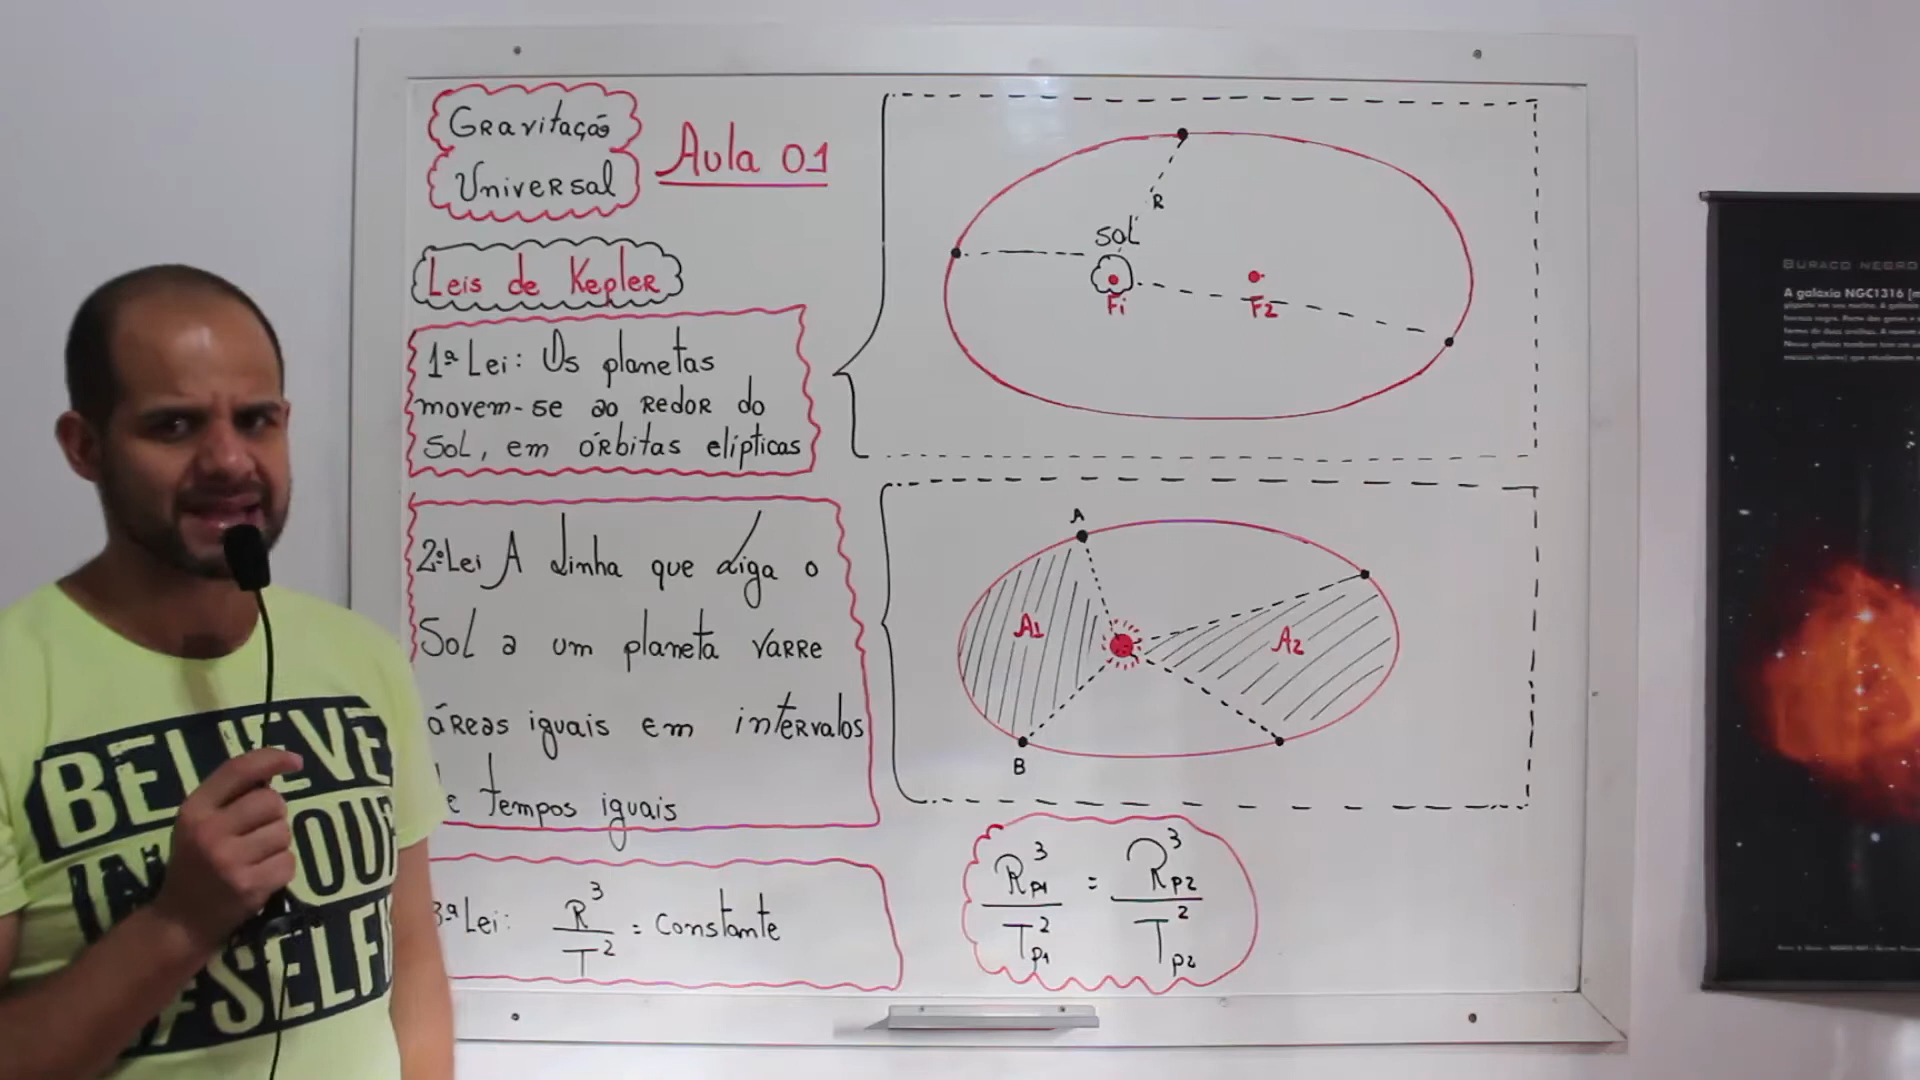 Gravitação
Universal
Aula 01
Leis de Kepler
1ª Lei: Os planetas
movem-se ao redor do
Sol, em órbitas elípticas
2ª Lei A linha que liga o
Sol a um planeta varre
áreas iguais em intervalos
tempos iguais
3ª Lei: R³/T² = constante
R
Sol
F1
F2
A
A1
A2
B
R³p1/T²p1 = R³p2/T²p2
BELIEVE
IN YOUR
#SELF
BURACO NEGRO
A galáxia NGC1316